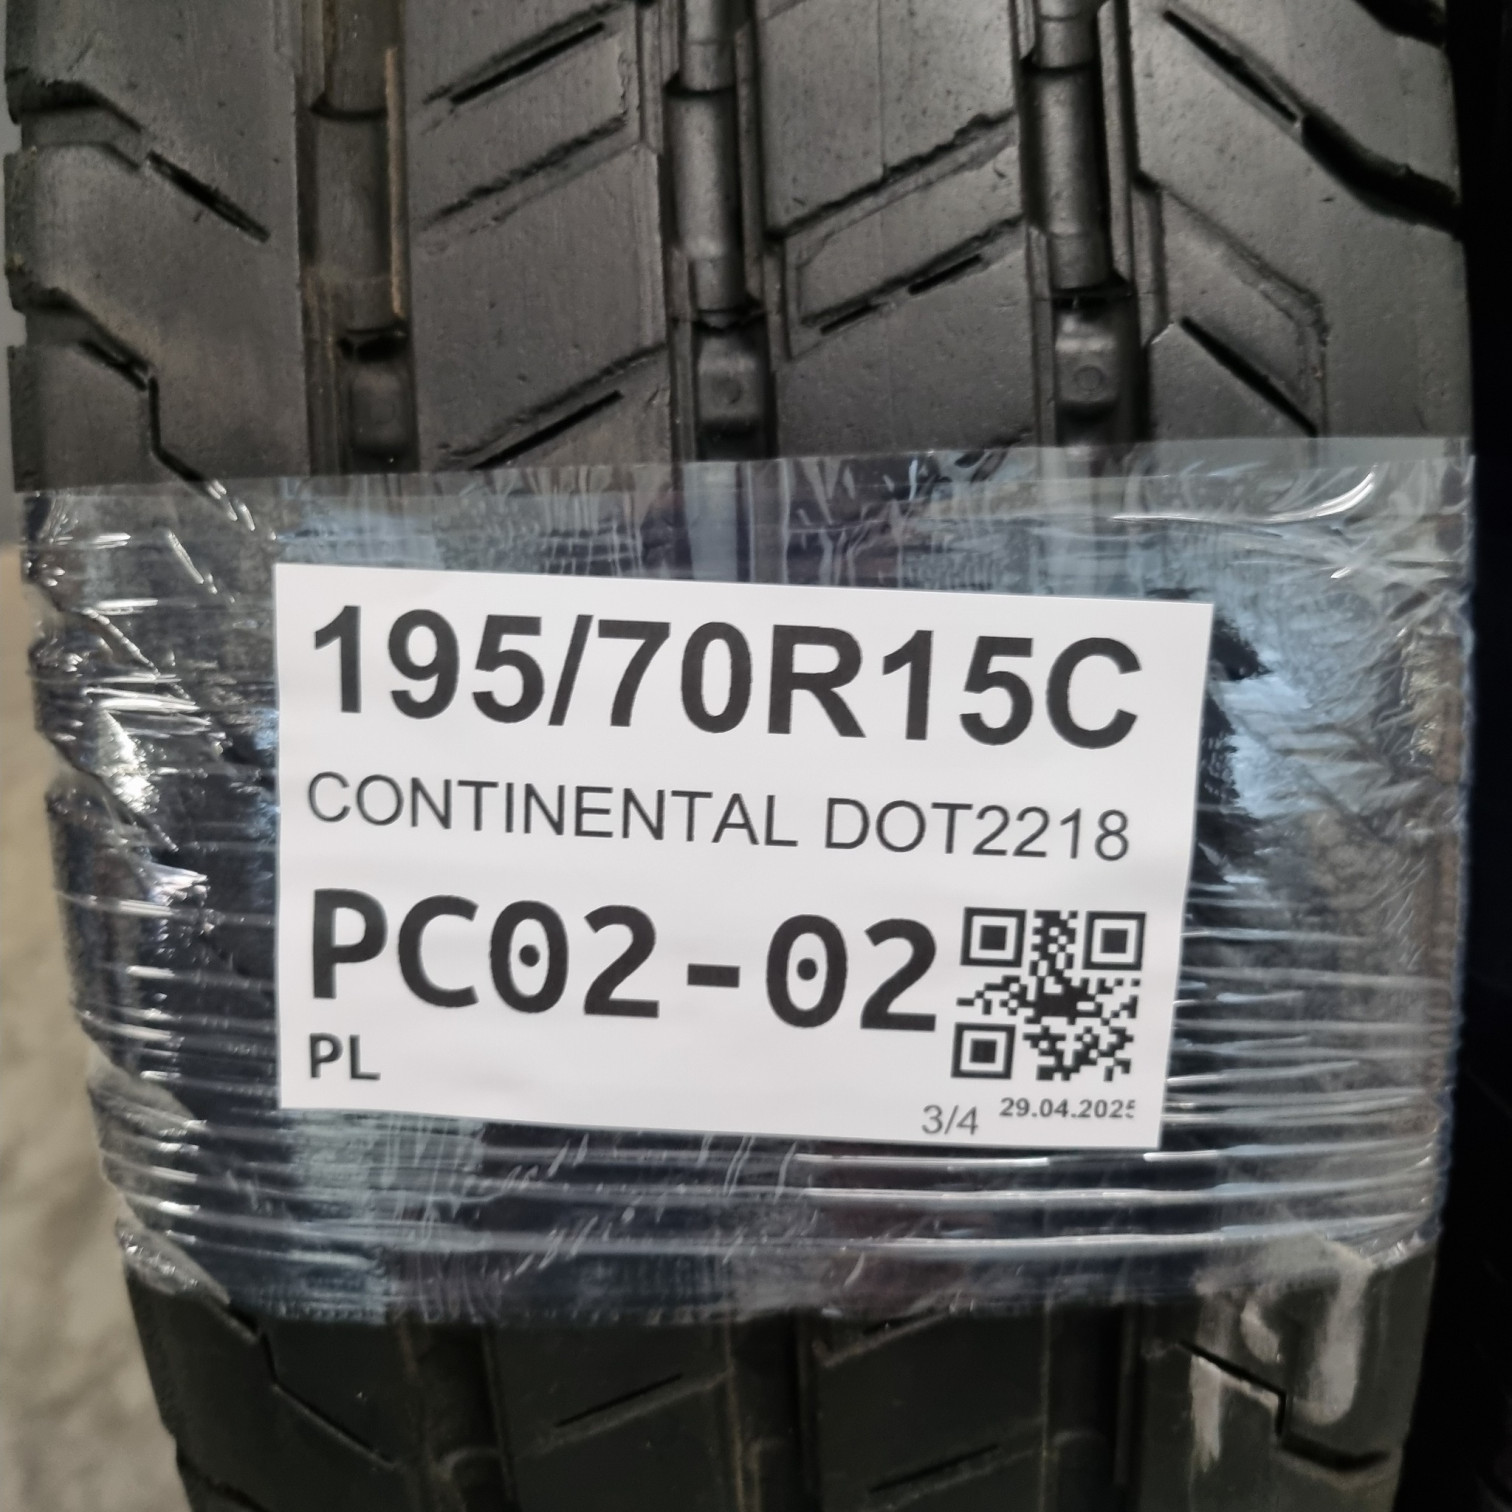 195/70R15C
CONTINENTAL DOT2218
PC02-02
PL
3/4 29.04.2025